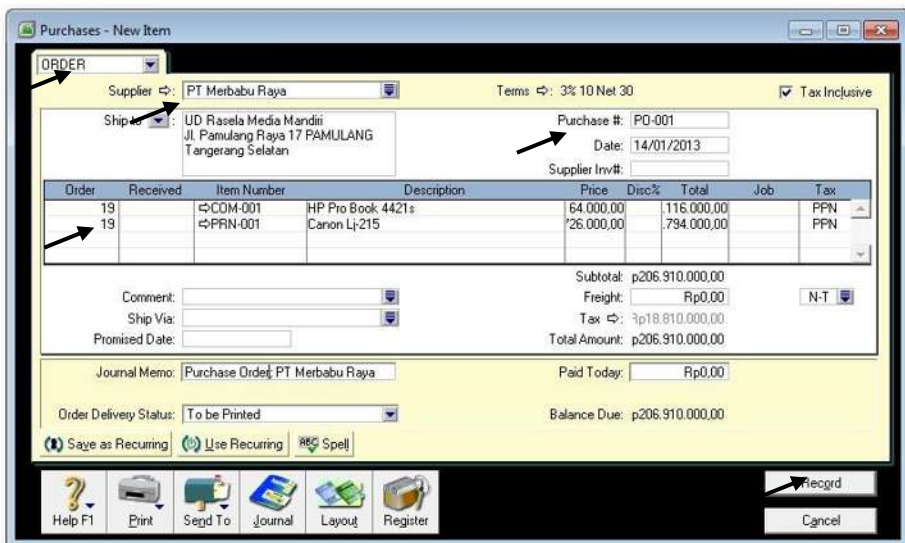 Purchases - New Item
ORDER
Supplier ⇨: PT Merbabu Raya
Terms ⇨: 3% 10 Net 30
Tax Inclusive
Ship to : UD Rasela Media Mandiri
Jl. Pamulang Raya 17 PAMULANG
Tangerang Selatan
Purchase #: PO-001
Date: 14/01/2013
Supplier Inv#:
Order Received Item Number Description Price Disc% Total Job Tax
19 ⇨COM-001 HP Pro Book 4421s 64.000,00 .116.000,00 PPN
19 ⇨PRN-001 Canon Lj-215 '26.000,00 .794.000,00 PPN
Subtotal: p206.910.000,00
Comment:
Freight: Rp0,00 N-T
Ship Via:
Tax ⇨: Rp18.810.000,00
Promised Date:
Total Amount: p206.910.000,00
Journal Memo: Purchase Order; PT Merbabu Raya
Paid Today: Rp0,00
Order Delivery Status: To be Printed
Balance Due: p206.910.000,00
Save as Recurring Use Recurring ABC Spell
Help F1 Print Send To Journal Layout Register
Record
Cancel